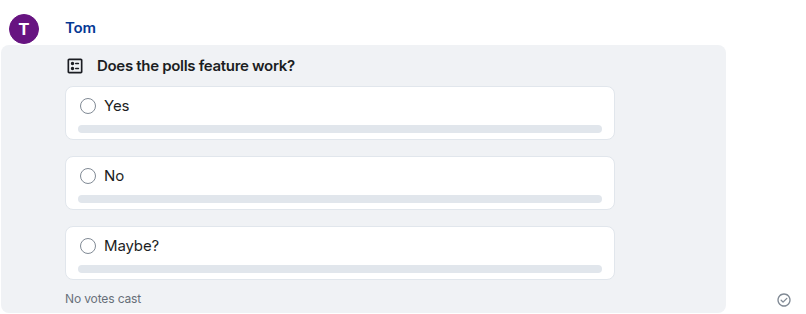 T
Tom
Does the polls feature work?
Yes
No
Maybe?
No votes cast